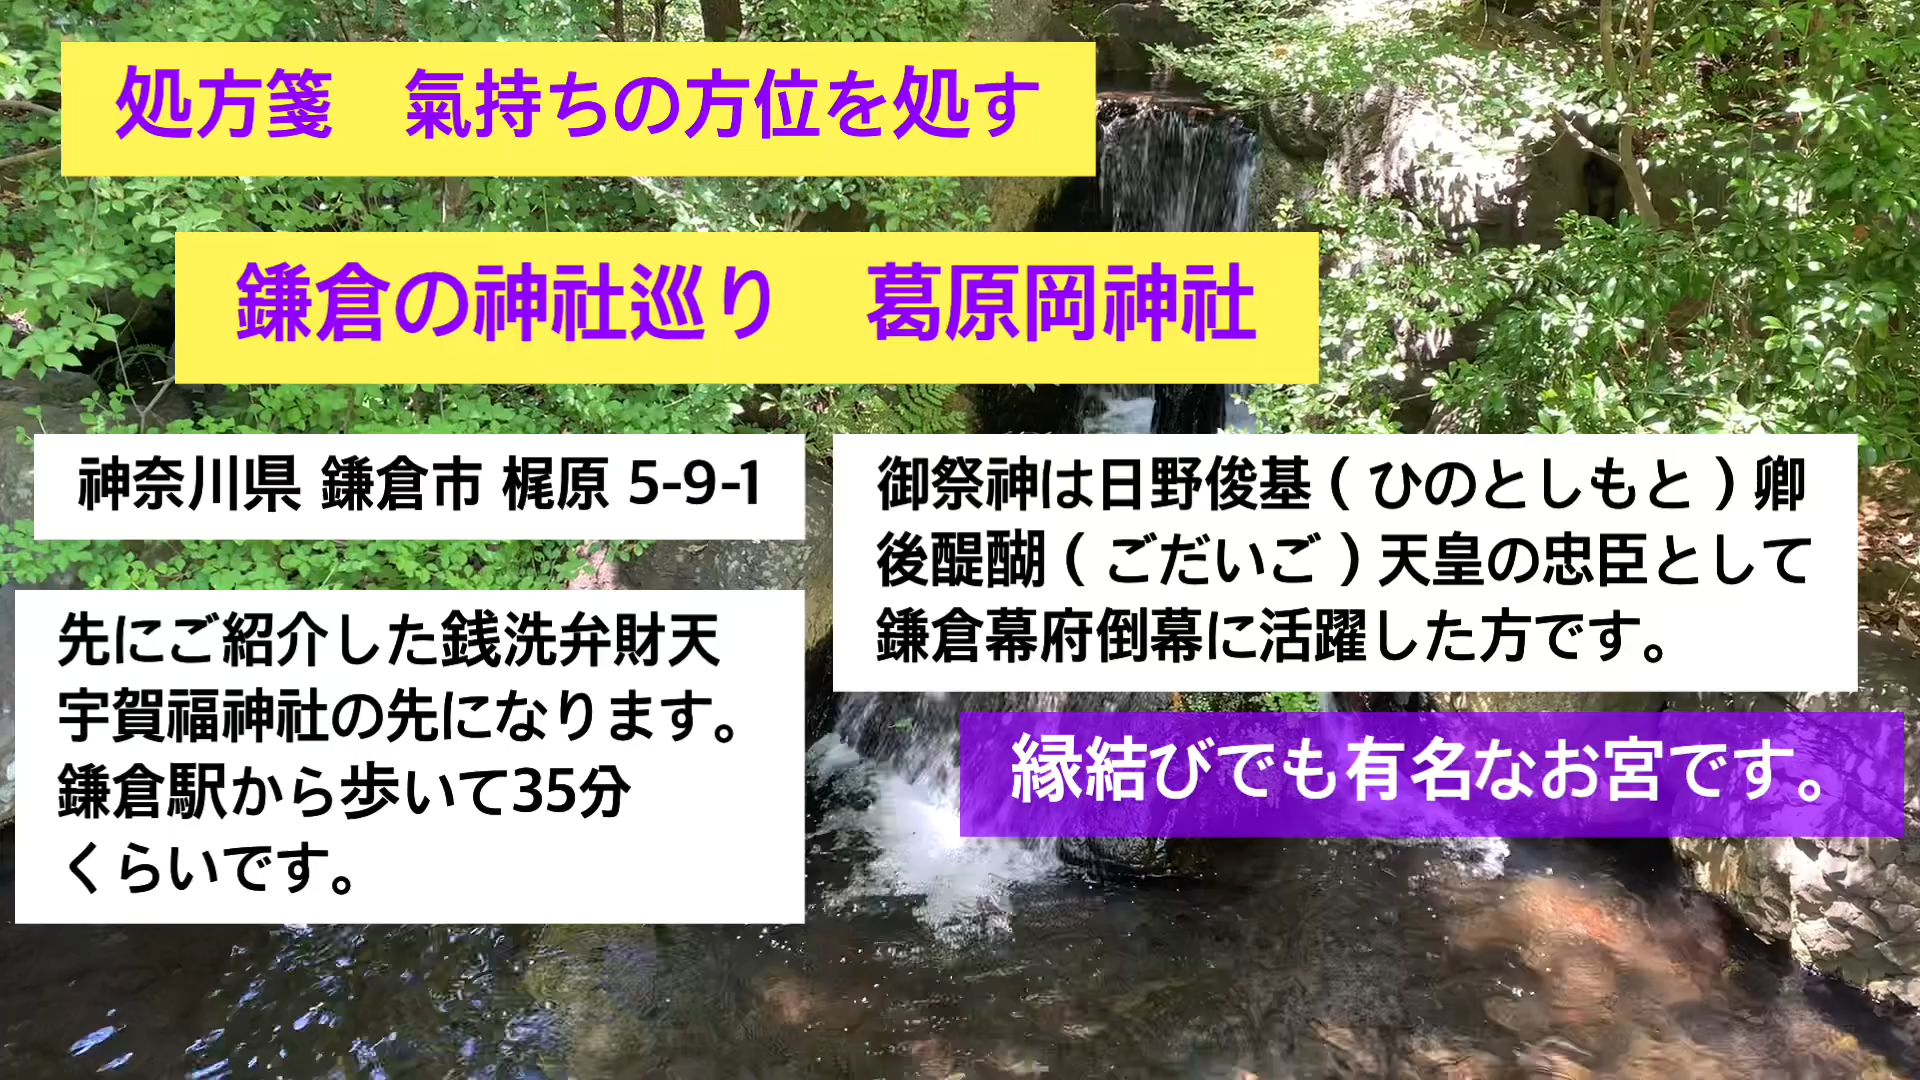 処方箋　氣持ちの方位を処す
鎌倉の神社巡り　葛原岡神社
神奈川県 鎌倉市 梶原 5-9-1
先にご紹介した銭洗弁財天
宇賀福神社の先になります。
鎌倉駅から歩いて35分
くらいです。
御祭神は日野俊基(ひのとしもと)卿
後醍醐(ごだいご)天皇の忠臣として
鎌倉幕府倒幕に活躍した方です。
縁結びでも有名なお宮です。